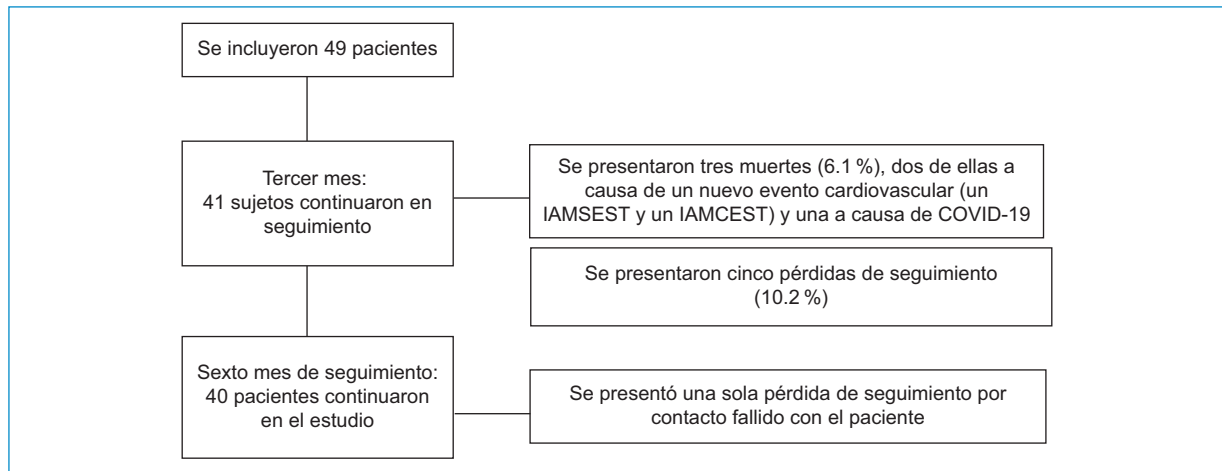 Se incluyeron 49 pacientes
Tercer mes:
41 sujetos continuaron en
seguimiento
Se presentaron tres muertes (6.1 %), dos de ellas a
causa de un nuevo evento cardiovascular (un
IAMSEST y un IAMCEST) y una a causa de COVID-19
Se presentaron cinco pérdidas de seguimiento
(10.2 %)
Sexto mes de seguimiento:
40 pacientes continuaron
en el estudio
Se presentó una sola pérdida de seguimiento por
contacto fallido con el paciente